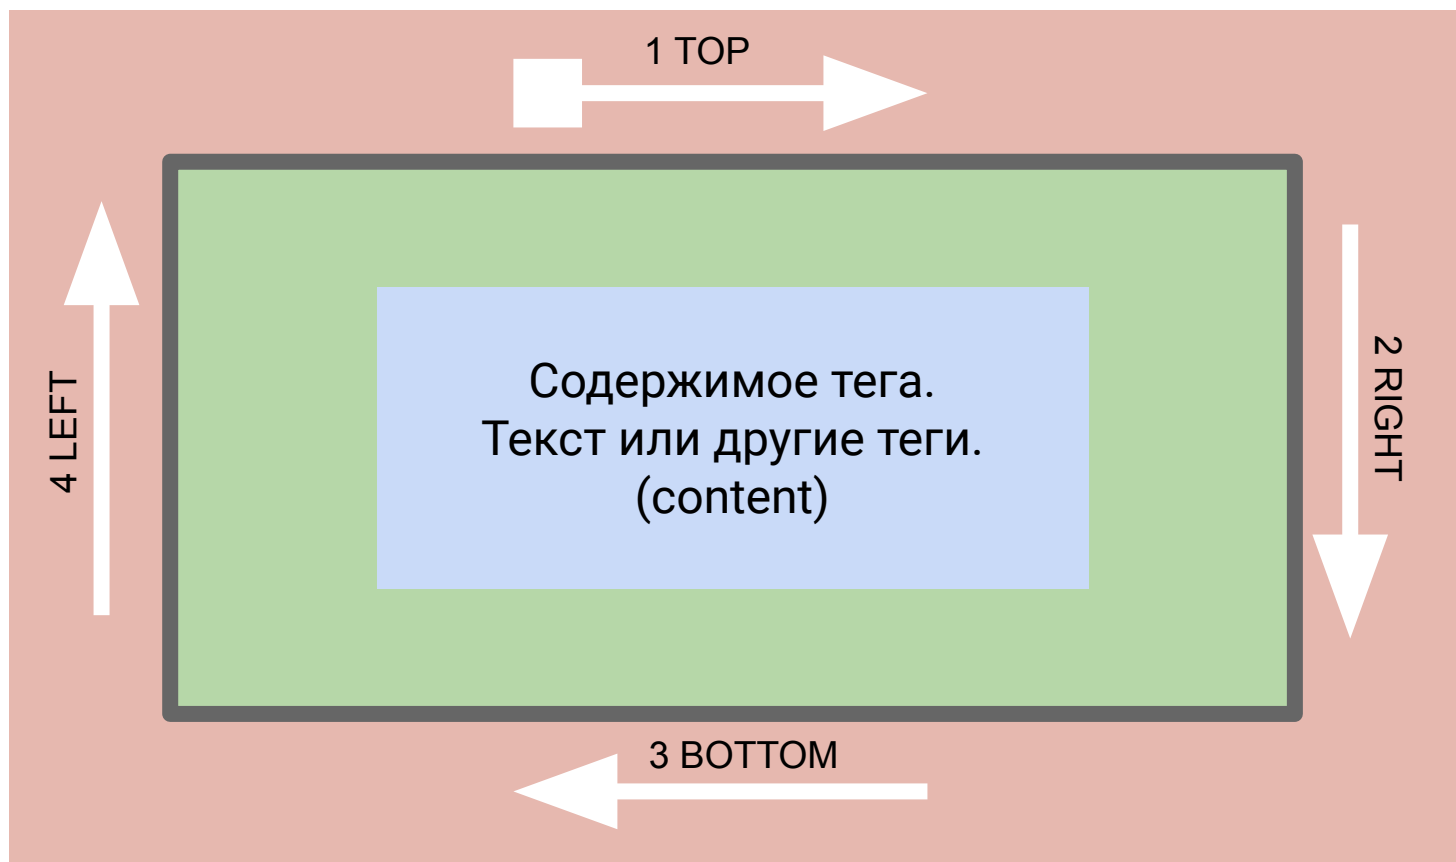 1 TOP
4 LEFT
Содержимое тега.
Текст или другие теги.
(content)
2 RIGHT
3 BOTTOM